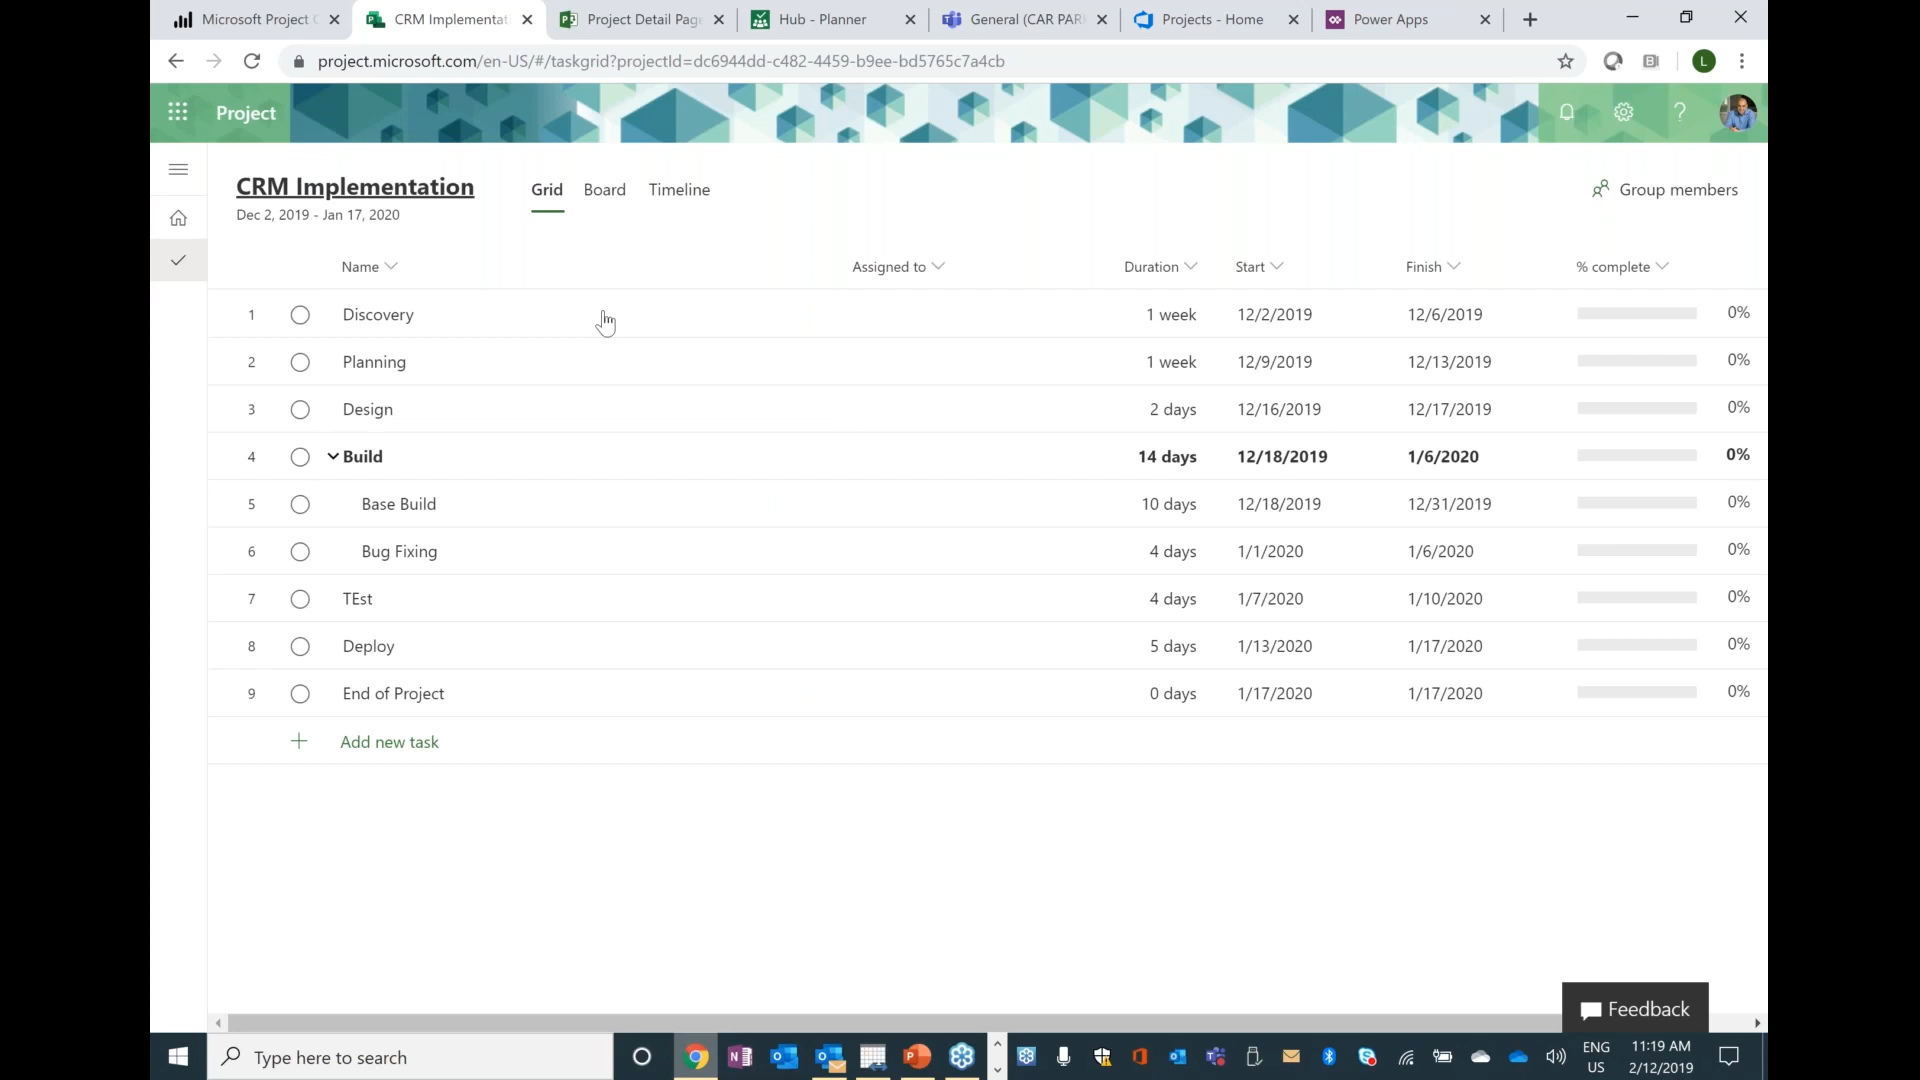 Microsoft Project
CRM Implementat
Project Detail Page
Hub - Planner
General (CAR PAR
Projects - Home
Power Apps
project.microsoft.com/en-US/#/taskgrid?projectId=dc6944dd-c482-4459-b9ee-bd5765c7a4cb
L
Project
CRM Implementation
Dec 2, 2019 - Jan 17, 2020
Grid Board Timeline
Group members
Name Assigned to Duration Start Finish % complete
1 Discovery 1 week 12/2/2019 12/6/2019 0%
2 Planning 1 week 12/9/2019 12/13/2019 0%
3 Design 2 days 12/16/2019 12/17/2019 0%
4 Build 14 days 12/18/2019 1/6/2020 0%
5 Base Build 10 days 12/18/2019 12/31/2019 0%
6 Bug Fixing 4 days 1/1/2020 1/6/2020 0%
7 TEst 4 days 1/7/2020 1/10/2020 0%
8 Deploy 5 days 1/13/2020 1/17/2020 0%
9 End of Project 0 days 1/17/2020 1/17/2020 0%
Add new task
Feedback
Type here to search
ENG
US
11:19 AM
2/12/2019